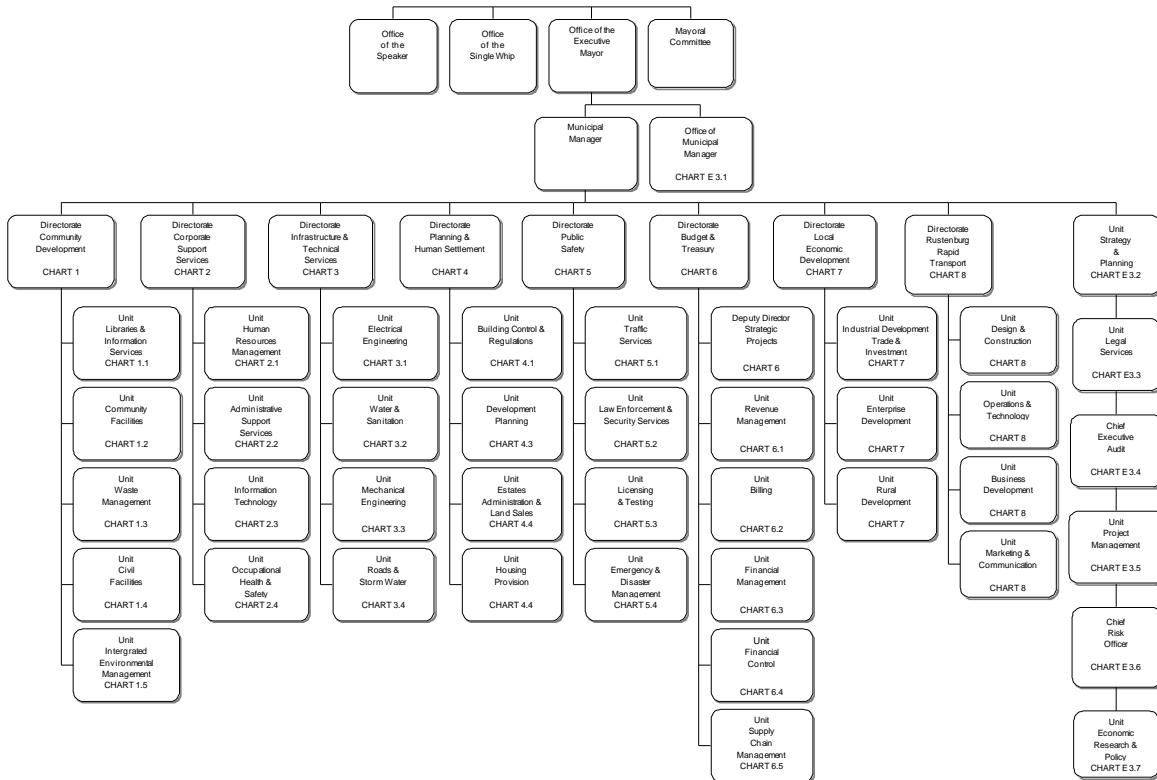 Office
of the
Speaker
Office
of the
Single Whip
Office of the
Executive
Mayor
Mayoral
Committee
Municipal
Manager
Office of
Municipal
Manager
CHART E 3.1
Directorate
Community
Development
CHART 1
Directorate
Corporate
Support
Services
CHART 2
Directorate
Infrastructure &
Technical
Services
CHART 3
Directorate
Planning &
Human Settlement
CHART 4
Directorate
Public
Safety
CHART 5
Directorate
Budget &
Treasury
CHART 6
Directorate
Local
Economic
Development
CHART 7
Directorate
Rustenburg
Rapid
Transport
CHART 8
Unit
Strategy
&
Planning
CHART E 3.2
Unit
Libraries &
Information
Services
CHART 1.1
Unit
Community
Facilities
CHART 1.2
Unit
Waste
Management
CHART 1.3
Unit
Civil
Facilities
CHART 1.4
Unit
Intergrated
Environmental
Management
CHART 1.5
Unit
Human
Resources
Management
CHART 2.1
Unit
Administrative
Support
Services
CHART 2.2
Unit
Information
Technology
CHART 2.3
Unit
Occupational
Health &
Safety
CHART 2.4
Unit
Electrical
Engineering
CHART 3.1
Unit
Water &
Sanitation
CHART 3.2
Unit
Mechanical
Engineering
CHART 3.3
Unit
Roads &
Storm Water
CHART 3.4
Unit
Building Control &
Regulations
CHART 4.1
Unit
Development
Planning
CHART 4.3
Unit
Estates
Administration &
Land Sales
CHART 4.4
Unit
Housing
Provision
CHART 4.4
Unit
Traffic
Services
CHART 5.1
Unit
Law Enforcement &
Security Services
CHART 5.2
Unit
Licensing
& Testing
CHART 5.3
Unit
Emergency &
Disaster
Management
CHART 5.4
Deputy Director
Strategic
Projects
CHART 6
Unit
Revenue
Management
CHART 6.1
Unit
Billing
CHART 6.2
Unit
Financial
Management
CHART 6.3
Unit
Financial
Control
CHART 6.4
Unit
Supply
Chain
Management
CHART 6.5
Unit
Industrial Development
Trade &
Investment
CHART 7
Unit
Enterprise
Development
CHART 7
Unit
Rural
Development
CHART 7
Unit
Design &
Construction
CHART 8
Unit
Operations &
Technology
CHART 8
Unit
Business
Development
CHART 8
Unit
Marketing &
Communication
CHART 8
Unit
Legal
Services
CHART E3.3
Chief
Executive
Audit
CHART E 3.4
Unit
Project
Management
CHART E 3.5
Chief
Risk
Officer
CHART E 3.6
Unit
Economic
Research &
Policy
CHART E 3.7